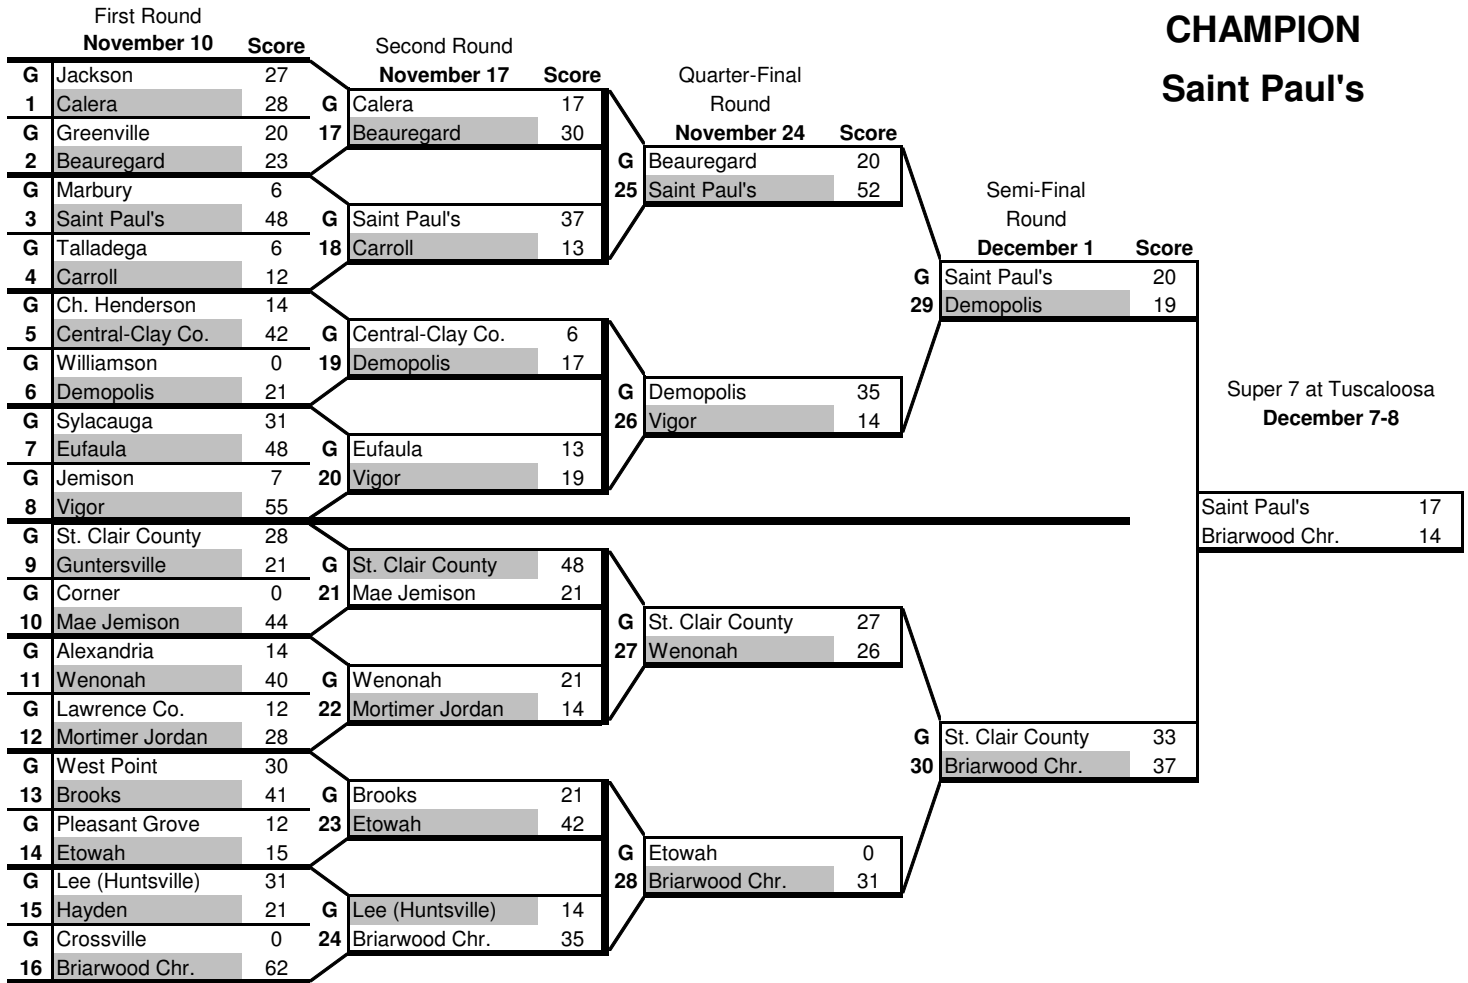 CHAMPION
Saint Paul's
First Round
November 10 Score
G Jackson 27
1 Calera 28
G Greenville 20
2 Beauregard 23
G Marbury 6
3 Saint Paul's 48
G Talladega 6
4 Carroll 12
G Ch. Henderson 14
5 Central-Clay Co. 42
G Williamson 0
6 Demopolis 21
G Sylacauga 31
7 Eufaula 48
G Jemison 7
8 Vigor 55
G St. Clair County 28
9 Guntersville 21
G Corner 0
10 Mae Jemison 44
G Alexandria 14
11 Wenonah 40
G Lawrence Co. 12
12 Mortimer Jordan 28
G West Point 30
13 Brooks 41
G Pleasant Grove 12
14 Etowah 15
G Lee (Huntsville) 31
15 Hayden 21
G Crossville 0
16 Briarwood Chr. 62
Second Round
November 17 Score
G Calera 17
17 Beauregard 30
G Saint Paul's 37
18 Carroll 13
G Central-Clay Co. 6
19 Demopolis 17
G Eufaula 13
20 Vigor 19
G St. Clair County 48
21 Mae Jemison 21
G Wenonah 21
22 Mortimer Jordan 14
G Brooks 21
23 Etowah 42
G Lee (Huntsville) 14
24 Briarwood Chr. 35
Quarter-Final
Round
November 24 Score
G Beauregard 20
25 Saint Paul's 52
G Demopolis 35
26 Vigor 14
G St. Clair County 27
27 Wenonah 26
G Etowah 0
28 Briarwood Chr. 31
Semi-Final
Round
December 1 Score
G Saint Paul's 20
29 Demopolis 19
G St. Clair County 33
30 Briarwood Chr. 37
Super 7 at Tuscaloosa
December 7-8
Saint Paul's 17
Briarwood Chr. 14